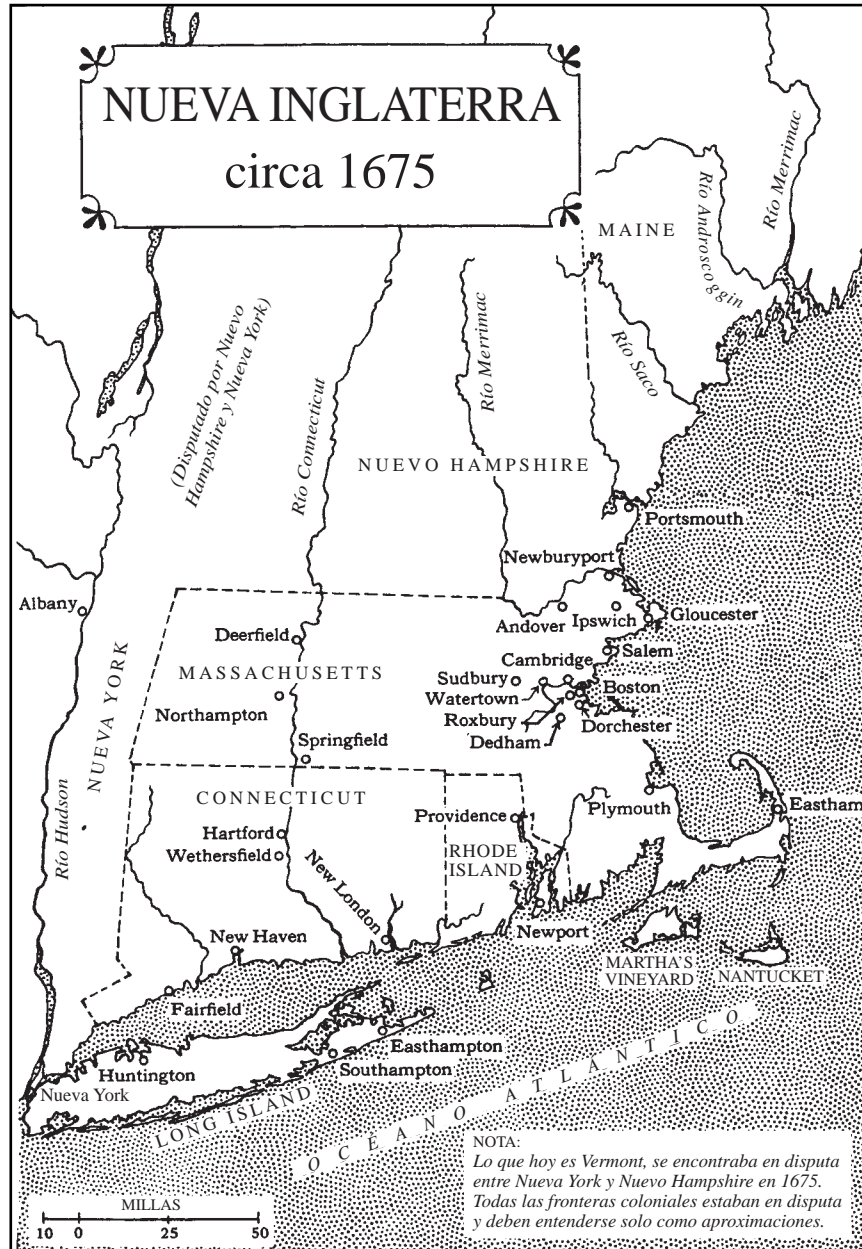 NUEVA INGLATERRA
circa 1675
MAINE
Río Androscoggin
Río Merrimac
(Disputado por Nuevo
Hampshire y Nueva York)
Río Connecticut
Río Merrimac
Río Saco
NUEVO HAMPSHIRE
Portsmouth
Newburyport
Albany
Andover
Ipswich
Gloucester
Deerfield
Salem
Cambridge
MASSACHUSETTS
Sudbury
Boston
Watertown
Northampton
Roxbury
Dorchester
Dedham
NUEVA YORK
Springfield
Río Hudson
CONNECTICUT
Plymouth
Eastham
Providence
Hartford
RHODE
ISLAND
Wethersfield
New London
New Haven
Newport
MARTHA'S
VINEYARD
NANTUCKET
Fairfield
Easthampton
Huntington
Southampton
Nueva York
LONG ISLAND
OCÉANO ATLÁNTICO
NOTA:
Lo que hoy es Vermont, se encontraba en disputa
entre Nueva York y Nuevo Hampshire en 1675.
Todas las fronteras coloniales estaban en disputa
y deben entenderse solo como aproximaciones.
MILLAS
10 0 25 50